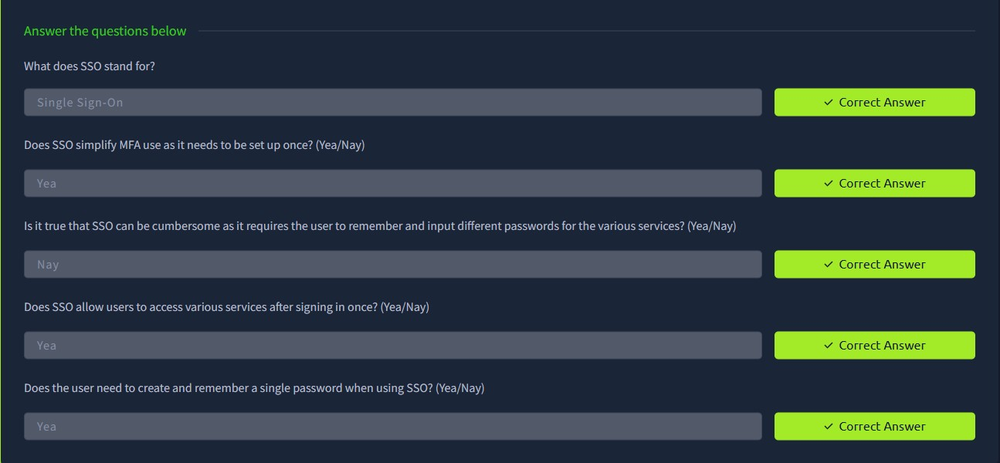 Answer the questions below
What does SSO stand for?
Single Sign-On
✓ Correct Answer
Does SSO simplify MFA use as it needs to be set up once? (Yea/Nay)
Yea
✓ Correct Answer
Is it true that SSO can be cumbersome as it requires the user to remember and input different passwords for the various services? (Yea/Nay)
Nay
✓ Correct Answer
Does SSO allow users to access various services after signing in once? (Yea/Nay)
Yea
✓ Correct Answer
Does the user need to create and remember a single password when using SSO? (Yea/Nay)
Yea
✓ Correct Answer